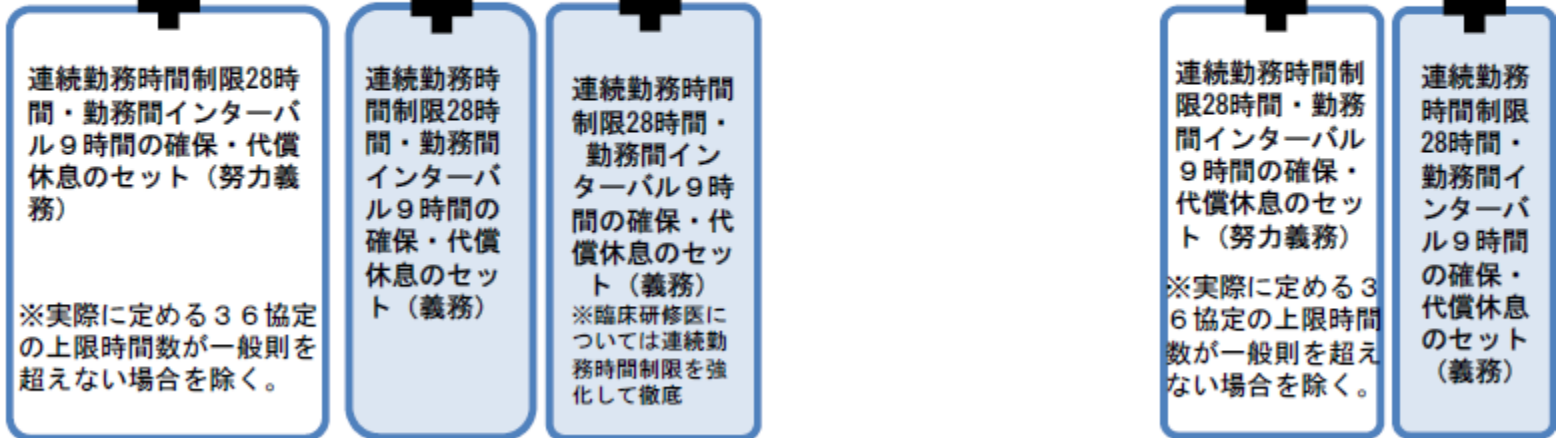 連続勤務時間制限28時
間・勤務間インターバ
ル９時間の確保・代償
休息のセット（努力義
務）
※実際に定める３６協定
の上限時間数が一般則を
超えない場合を除く。
連続勤務時
間制限28時
間・勤務間
インターバ
ル９時間の
確保・代償
休息のセッ
ト（義務）
連続勤務時間
制限28時間・
勤務間イン
ターバル９時
間の確保・代
償休息のセッ
ト（義務）
※臨床研修医に
ついては連続勤
務時間制限を強
化して徹底
連続勤務時間制
限28時間・勤務
間インターバル
９時間の確保・
代償休息のセッ
ト（努力義務）
※実際に定める３
６協定の上限時間
数が一般則を超え
ない場合を除く。
連続勤務
時間制限
28時間・
勤務間イ
ンターバ
ル９時間
の確保・
代償休息
のセット
（義務）